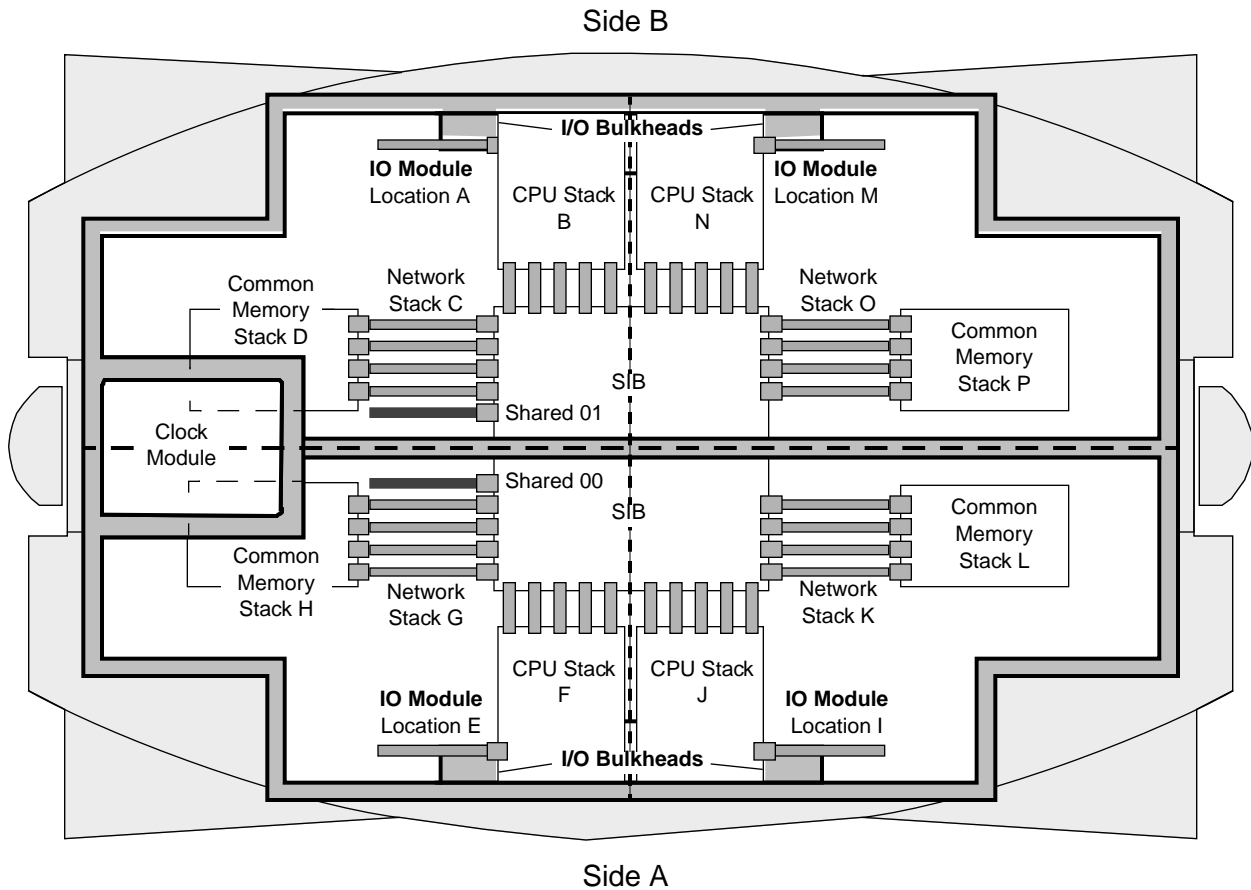 Side B
I/O Bulkheads
IO Module
Location A
IO Module
Location M
CPU Stack
B
CPU Stack
N
Common
Memory
Stack D
Network
Stack C
Network
Stack O
Common
Memory
Stack P
SIB
Shared 01
Clock
Module
Shared 00
SIB
Common
Memory
Stack H
Network
Stack G
Network
Stack K
Common
Memory
Stack L
CPU Stack
F
CPU Stack
J
IO Module
Location E
IO Module
Location I
I/O Bulkheads
Side A